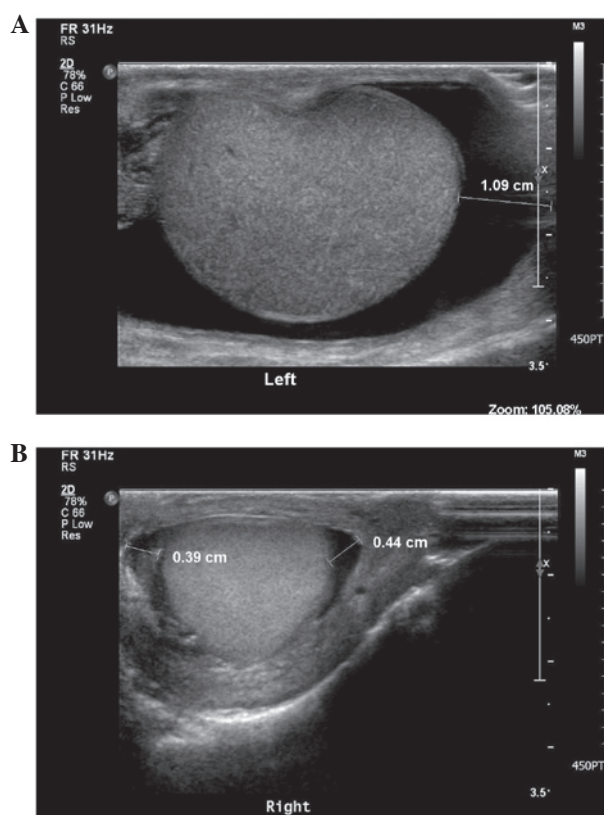 A
FR 31Hz
RS
M3
2D
78%
C 66
P Low
Res
P
X
1.09 cm
450PT
3.5
Left
Zoom: 105.08%
B
FR 31Hz
RS
M3
2D
78%
C 66
P Low
Res
P
0.39 cm
0.44 cm
X
450PT
3.5
Right